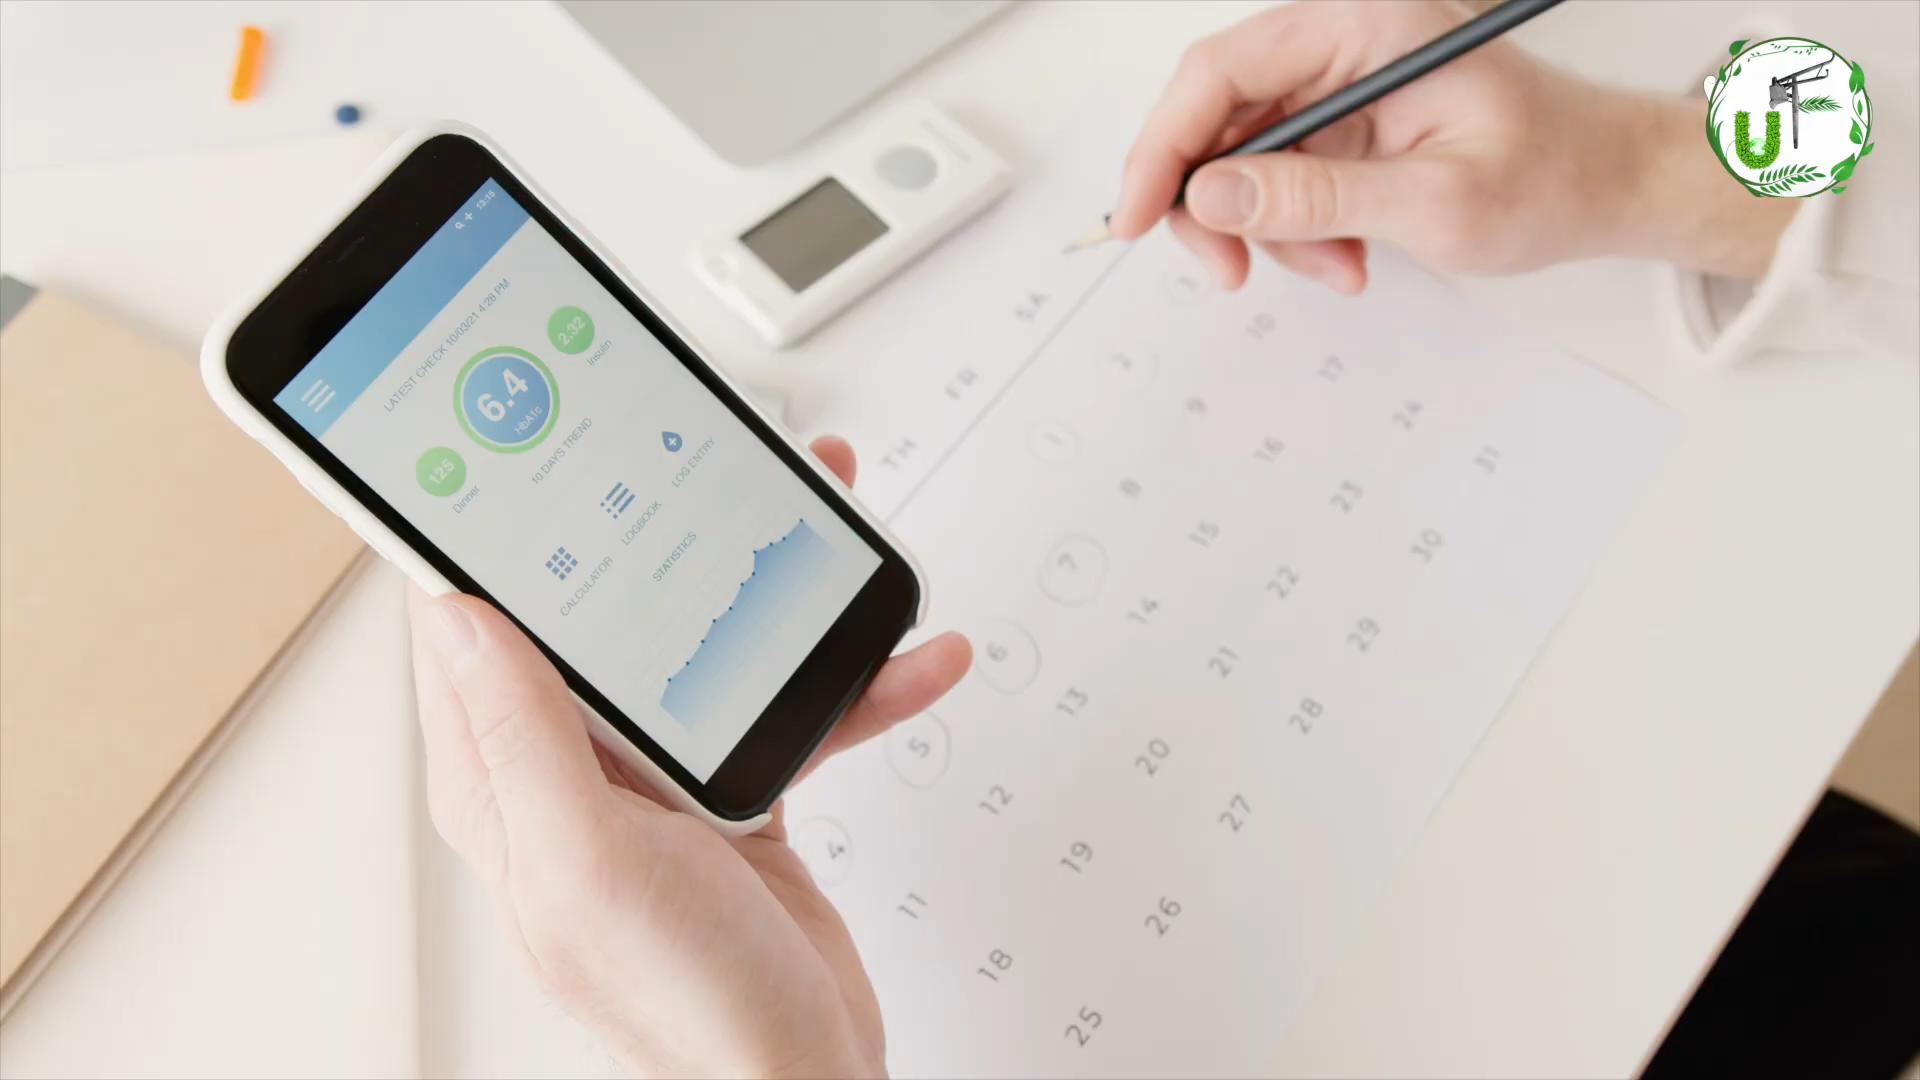 13:15
LATEST CHECK 10/03/21 4:28 PM
125
Dinner
6.4
HbA1c
2.32
Insulin
10 DAYS TREND
CALCULATOR
LOGBOOK
LOG ENTRY
STATISTICS
TH FR SA
1 2 3
4 5 6 7 8 9 10
11 12 13 14 15 16 17
18 19 20 21 22 23 24
25 26 27 28 29 30 31
UF